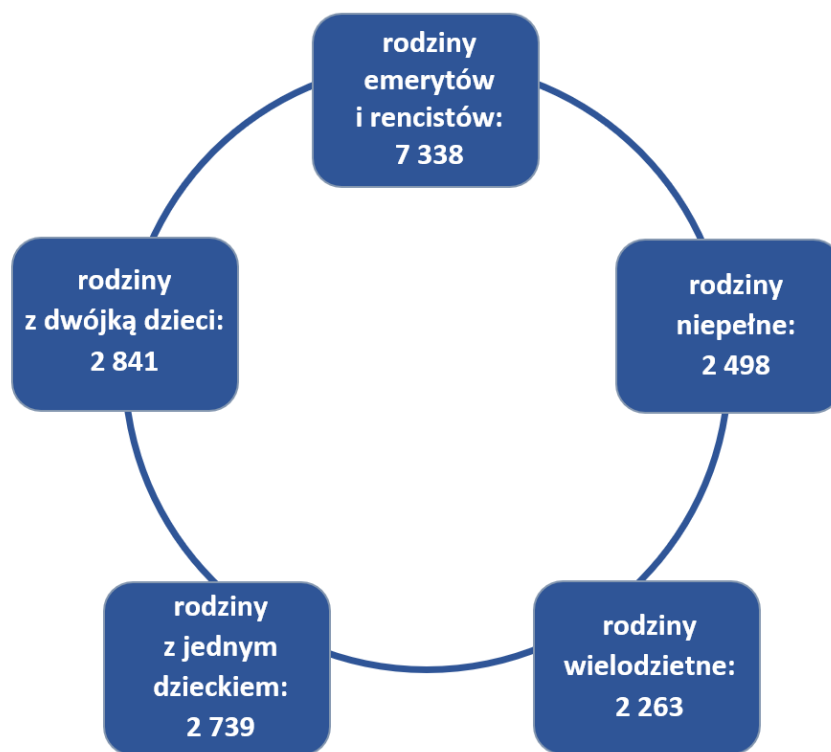 rodziny
emerytów
i rencistów:
7 338
rodziny
z dwójką dzieci:
2 841
rodziny
niepełne:
2 498
rodziny
z jednym
dzieckiem:
2 739
rodziny
wielodzietne:
2 263